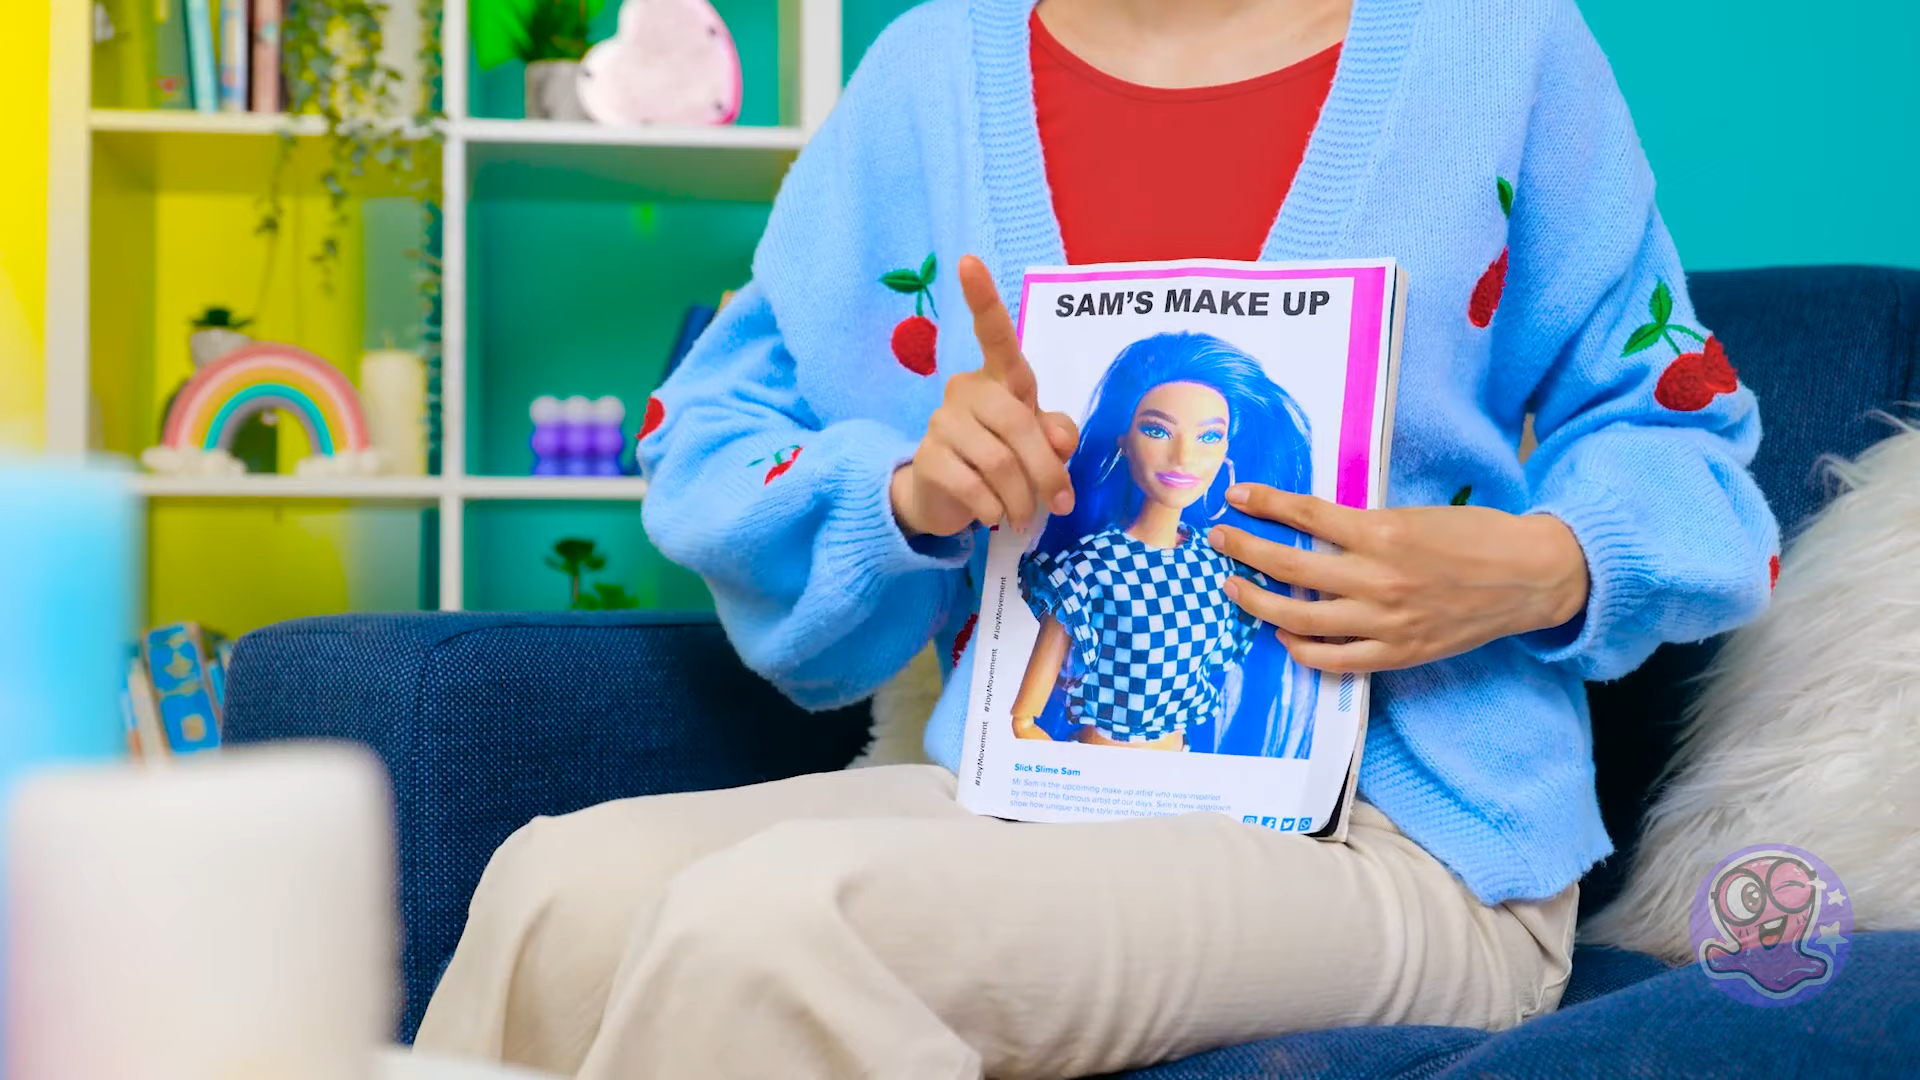 SAM'S MAKE UP
#JoyMovement
#JoyMovement
#JoyMovement
Slick Slime Sam
Mr Sam is the upcoming make up artist who was inspired
by most of the famous artist of our days. Sam's new approach
show how unique is the style and how it